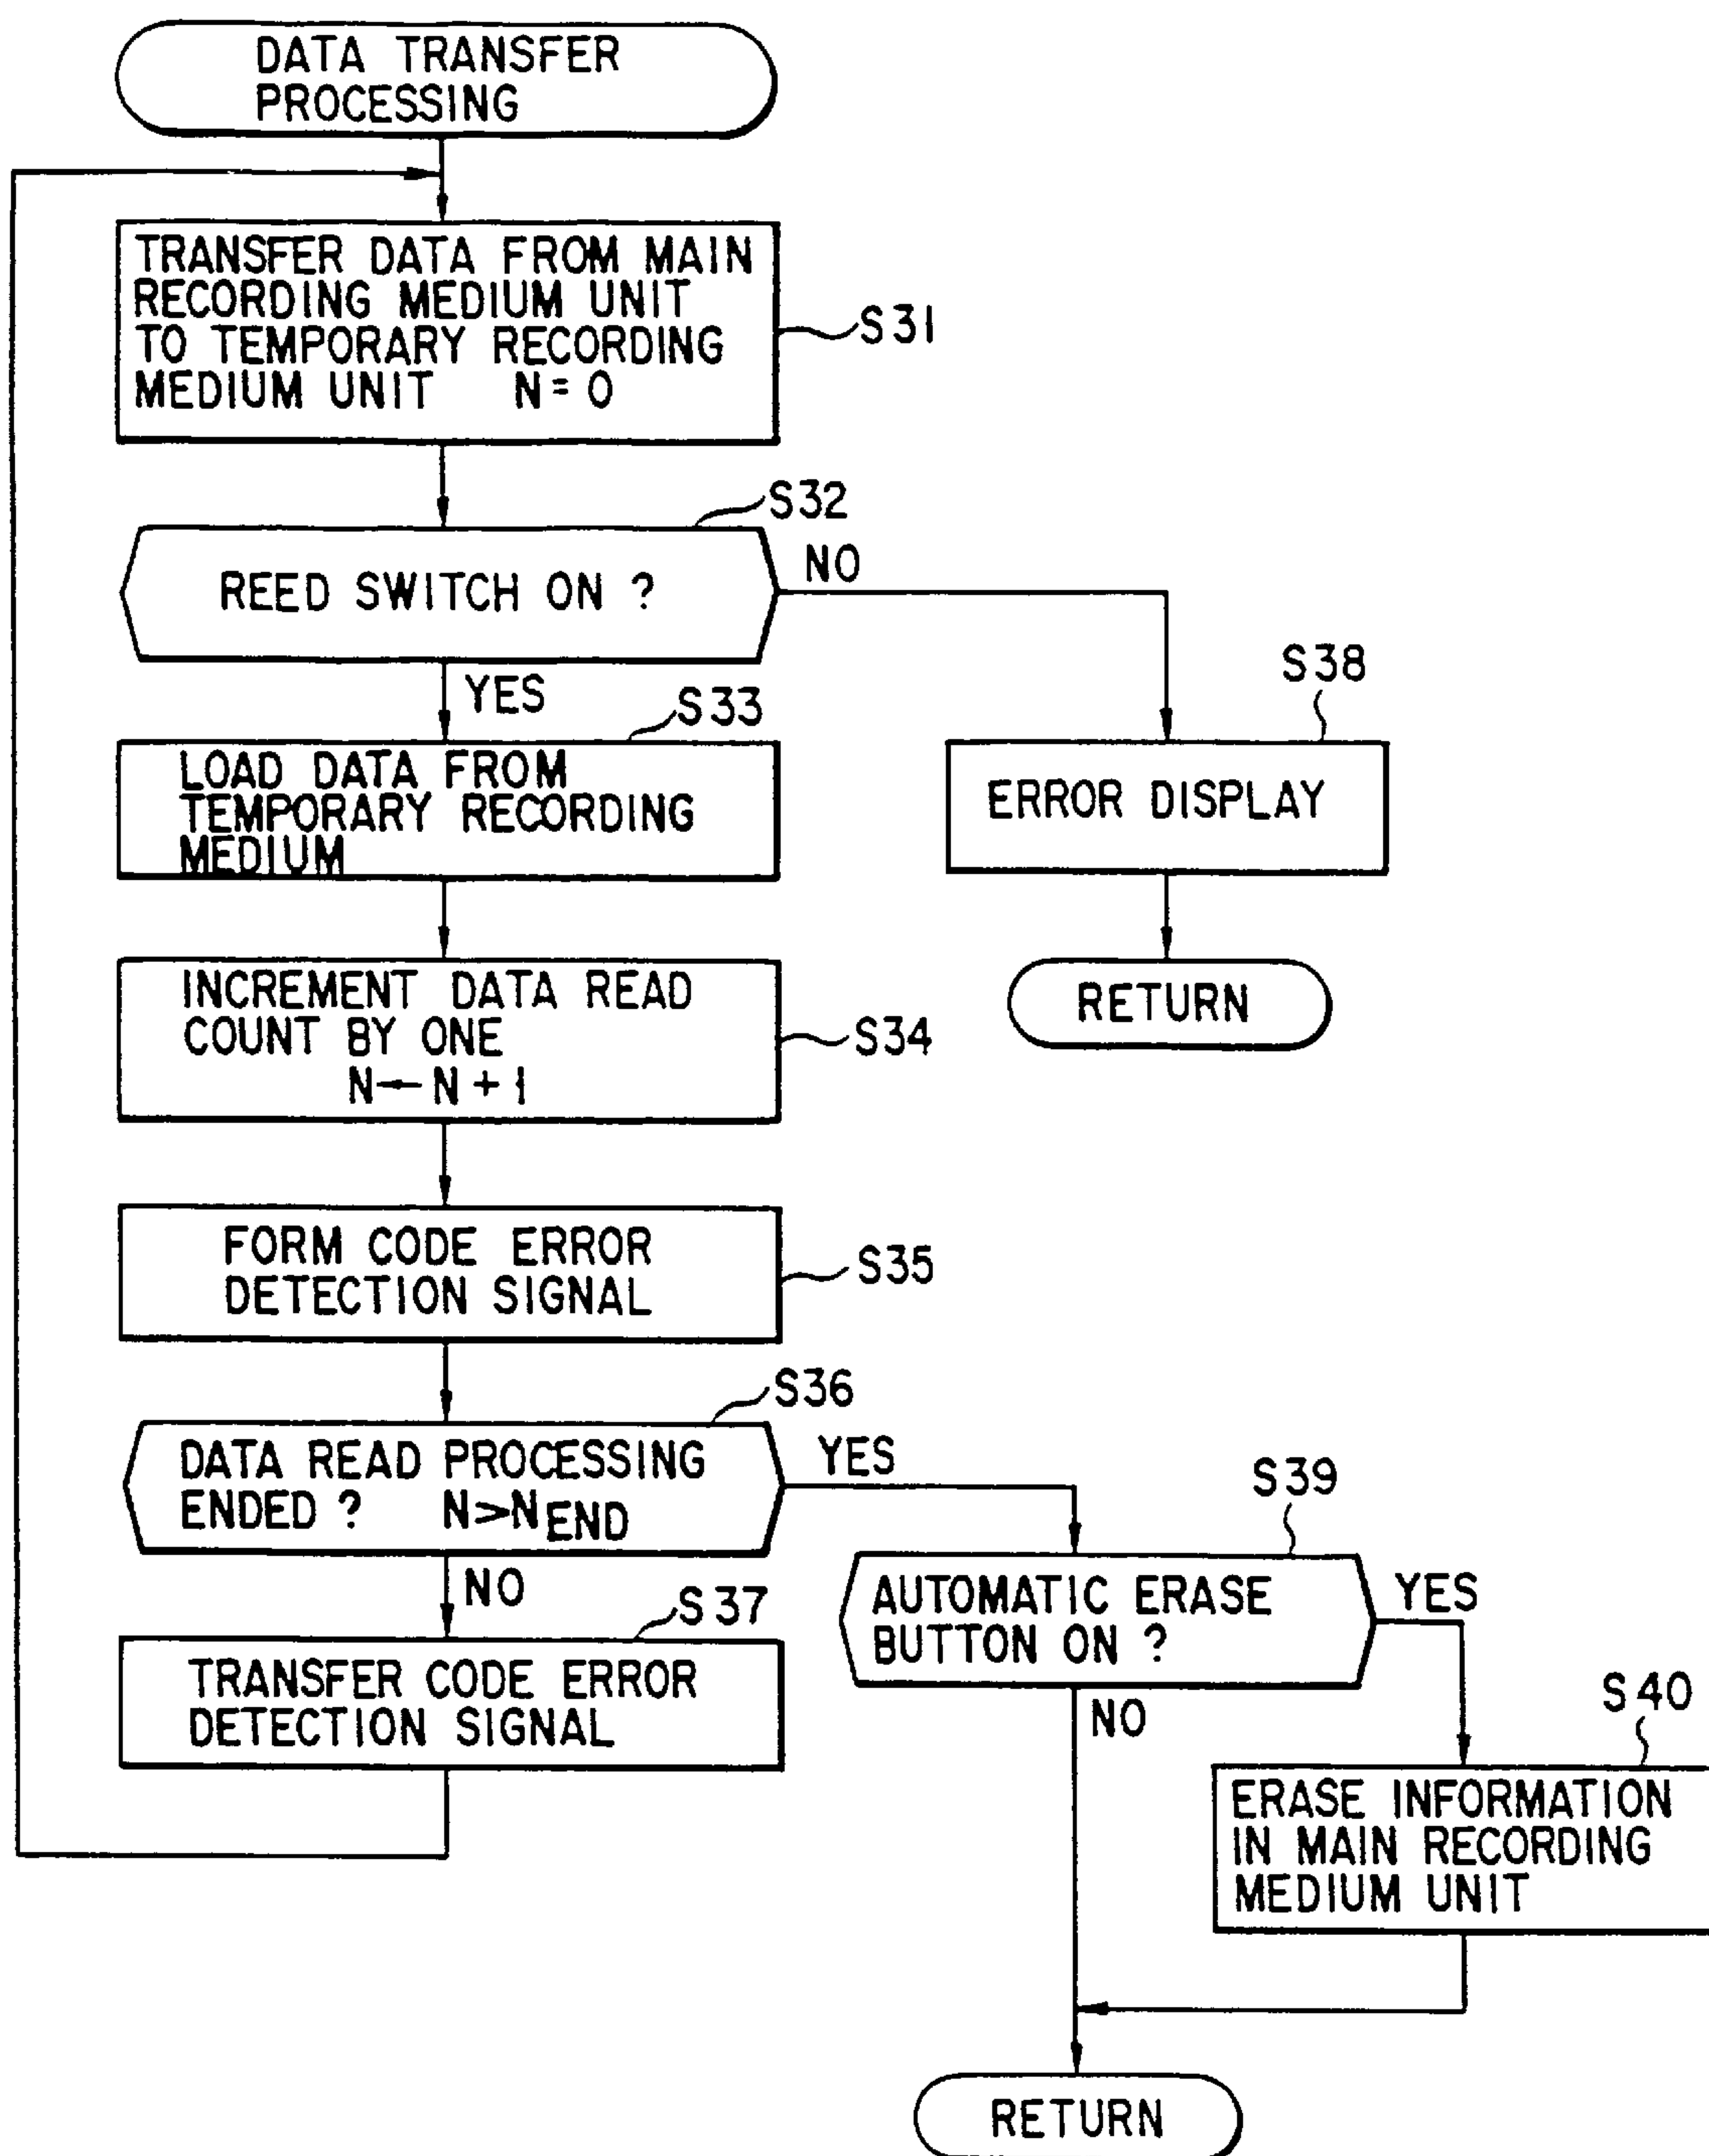 DATA TRANSFER
PROCESSING
TRANSFER DATA FROM MAIN
RECORDING MEDIUM UNIT
TO TEMPORARY RECORDING
MEDIUM UNIT N = 0
S31
S32
REED SWITCH ON ?
NO
YES
S33
LOAD DATA FROM
TEMPORARY RECORDING
MEDIUM
S38
ERROR DISPLAY
RETURN
INCREMENT DATA READ
COUNT BY ONE
N ← N + 1
S34
FORM CODE ERROR
DETECTION SIGNAL
S35
S36
DATA READ PROCESSING
ENDED ? N>NEND
YES
NO
S37
TRANSFER CODE ERROR
DETECTION SIGNAL
S39
AUTOMATIC ERASE
BUTTON ON ?
YES
NO
S40
ERASE INFORMATION
IN MAIN RECORDING
MEDIUM UNIT
RETURN